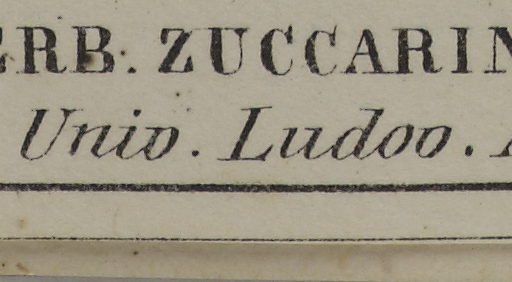 ERB. ZUCCARIN
Univ. Ludov.